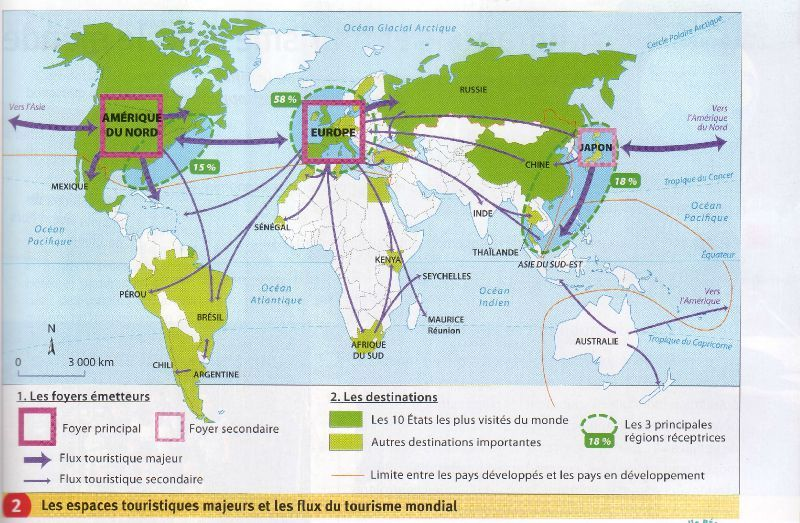 Océan Glacial Arctique
Cercle Polaire Arctique
RUSSIE
58 %
Vers l'Asie
AMÉRIQUE
DU NORD
EUROPE
JAPON
Vers
l'Amérique
du Nord
CHINE
15 %
18 %
MEXIQUE
Tropique du Cancer
Océan
Pacifique
SÉNÉGAL
INDE
Océan
Pacifique
THAÏLANDE
ASIE DU SUD-EST
KENYA
Équateur
SEYCHELLES
PÉROU
Océan
Atlantique
Océan
Indien
Vers
l'Amérique
BRÉSIL
MAURICE
Réunion
N
AFRIQUE
DU SUD
AUSTRALIE
Tropique du Capricorne
0 3 000 km
CHILI
ARGENTINE
1. Les foyers émetteurs
Foyer principal
Foyer secondaire
Flux touristique majeur
Flux touristique secondaire
2. Les destinations
Les 10 États les plus visités du monde
Autres destinations importantes
18 %
Les 3 principales
régions réceptrices
Limite entre les pays développés et les pays en développement
2 Les espaces touristiques majeurs et les flux du tourisme mondial